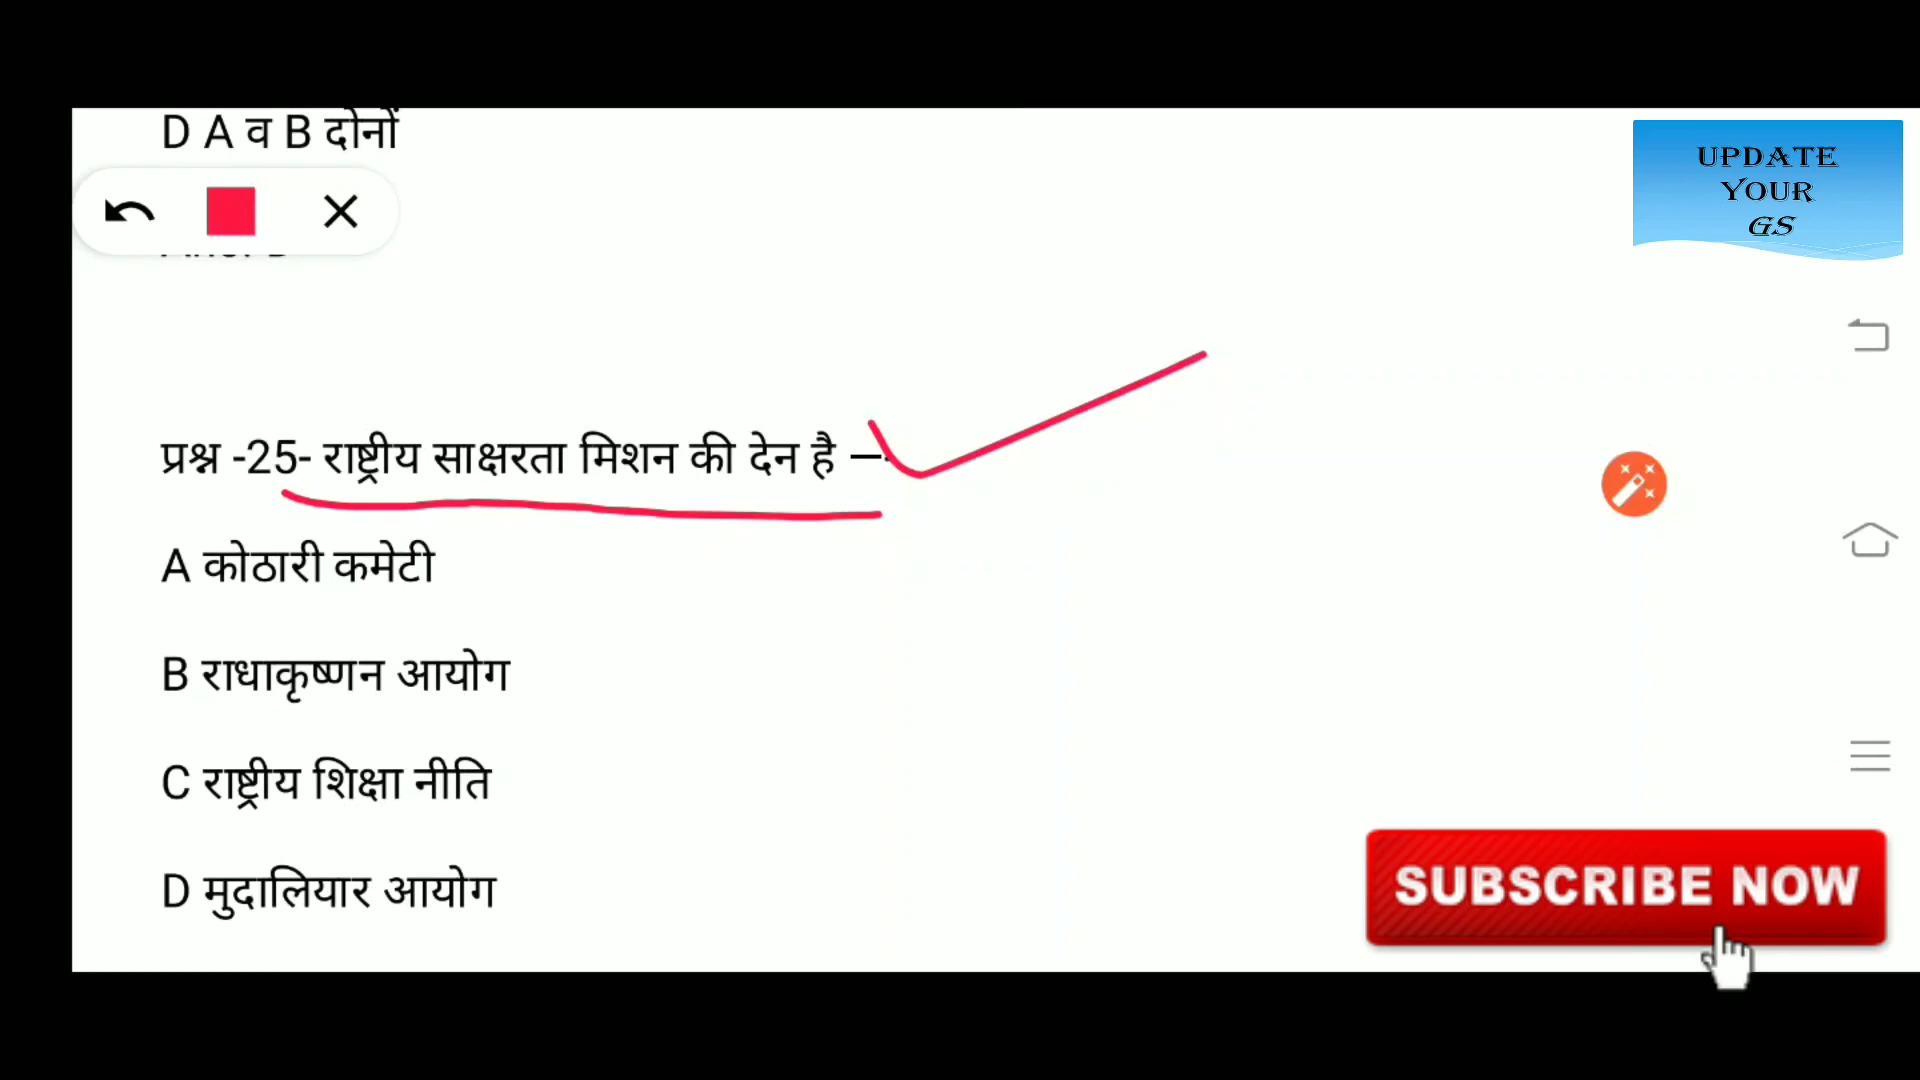 D A व B दोनों
UPDATE
YOUR
GS
प्रश्न -25- राष्ट्रीय साक्षरता मिशन की देन है —
A कोठारी कमेटी
B राधाकृष्णन आयोग
C राष्ट्रीय शिक्षा नीति
D मुदालियार आयोग
SUBSCRIBE NOW